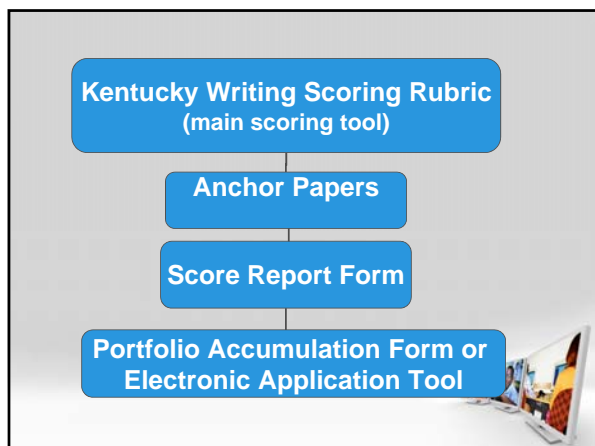 Kentucky Writing Scoring Rubric
(main scoring tool)
Anchor Papers
Score Report Form
Portfolio Accumulation Form or
Electronic Application Tool